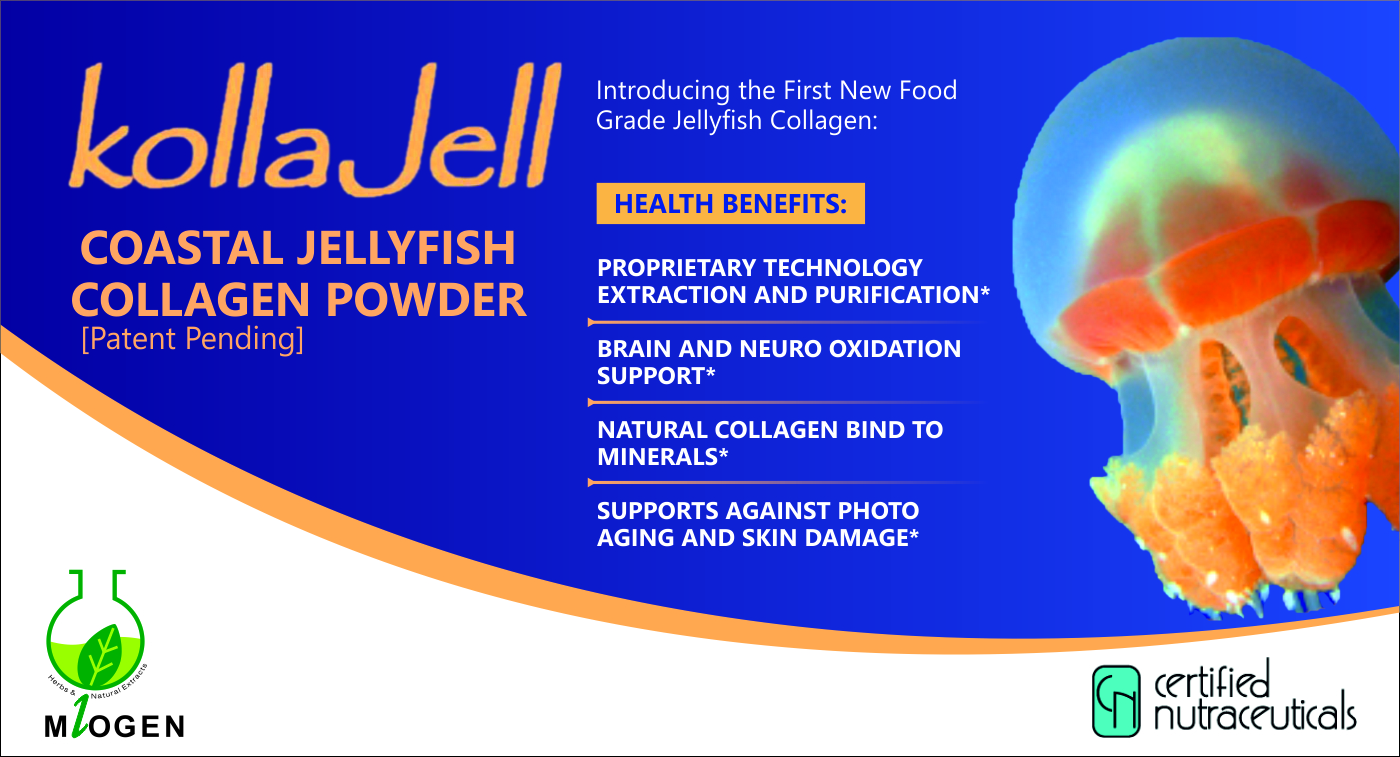 kollaJell
COASTAL JELLYFISH
COLLAGEN POWDER
[Patent Pending]
Introducing the First New Food
Grade Jellyfish Collagen:
HEALTH BENEFITS:
PROPRIETARY TECHNOLOGY
EXTRACTION AND PURIFICATION*
BRAIN AND NEURO OXIDATION
SUPPORT*
NATURAL COLLAGEN BIND TO
MINERALS*
SUPPORTS AGAINST PHOTO
AGING AND SKIN DAMAGE*
Herbs & Natural Extracts
MiOGEN
CN
certified
nutraceuticals